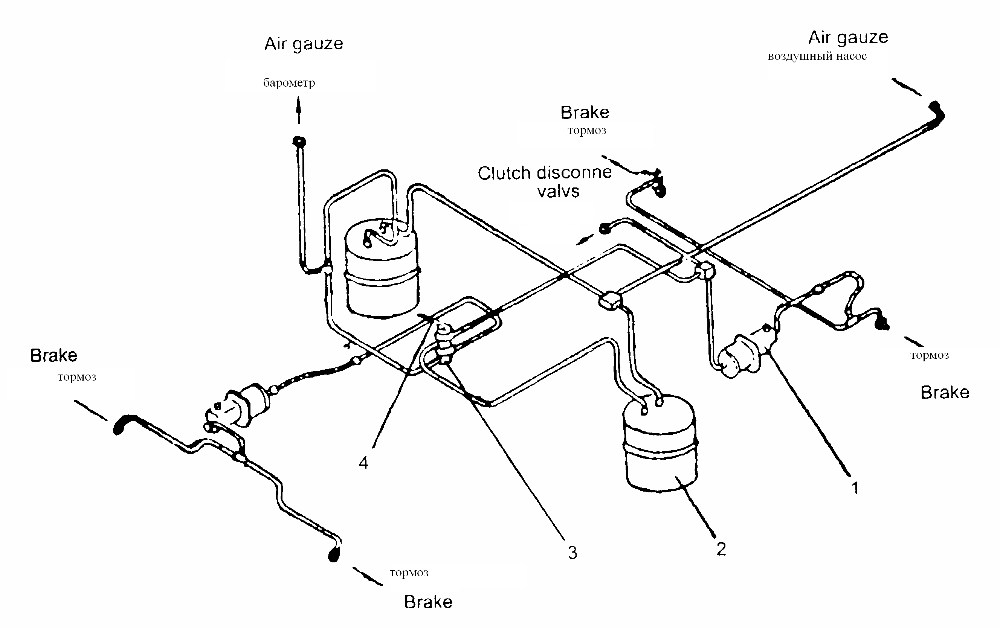 Air gauze
воздушный насос
Air gauze
барометр
Brake
тормоз
Clutch disconne
valvs
Brake
тормоз
тормоз
Brake
4
1
3
2
тормоз
Brake